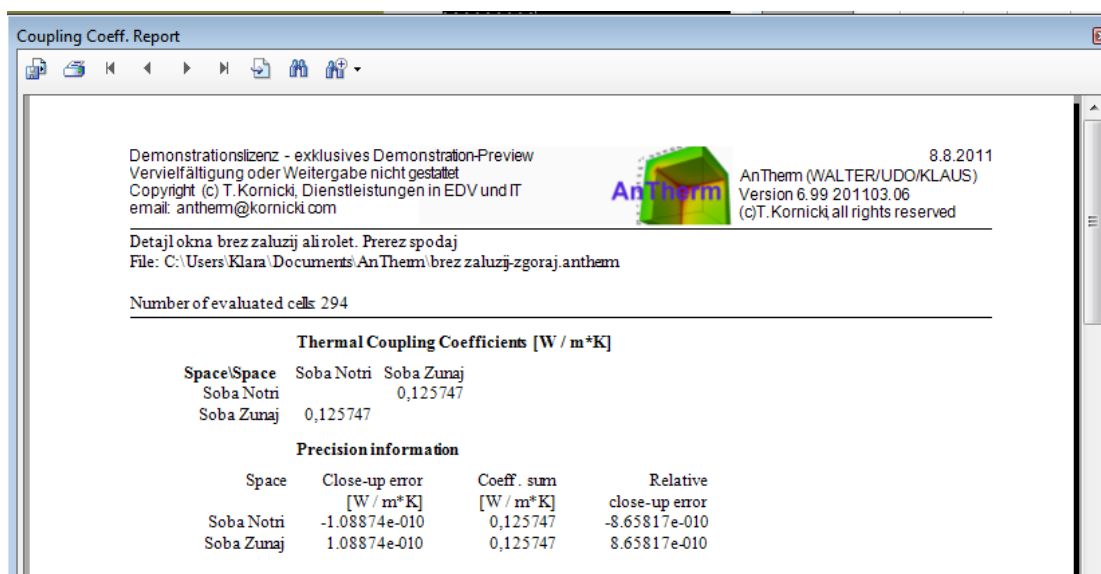 Coupling Coeff. Report
Demonstrationslizenz - exklusives Demonstration-Preview
Vervielfältigung oder Weitergabe nicht gestattet
Copyright (c) T.Kornicki, Dienstleistungen in EDV und IT
email: antherm@kornicki.com
AnTherm
8.8.2011
AnTherm (WALTER/UDO/KLAUS)
Version 6.99 201103.06
(c)T.Kornicki, all rights reserved
Detajl okna brez zaluzij ali rolet. Prerez spodaj
File: C:\Users\Klara\Documents\AnTherm\brez zaluzij-zgoraj.antherm
Number of evaluated cells: 294
Thermal Coupling Coefficients [W / m*K]
Space\Space Soba Notri Soba Zunaj
Soba Notri 0,125747
Soba Zunaj 0,125747
Precision information
Space Close-up error Coeff. sum Relative
[W / m*K] [W / m*K] close-up error
Soba Notri -1.08874e-010 0,125747 -8.65817e-010
Soba Zunaj 1.08874e-010 0,125747 8.65817e-010